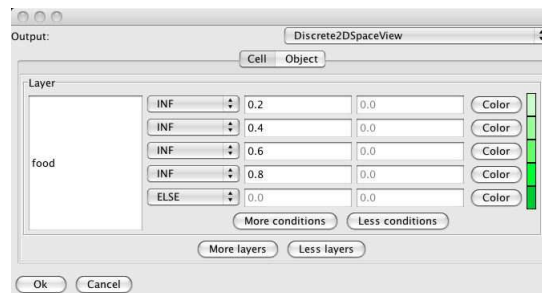 Output: Discrete2DSpaceView
Cell Object
Layer
INF 0.2 0.0 Color
INF 0.4 0.0 Color
INF 0.6 0.0 Color
food
INF 0.8 0.0 Color
ELSE 0.0 0.0 Color
More conditions Less conditions
More layers Less layers
Ok Cancel